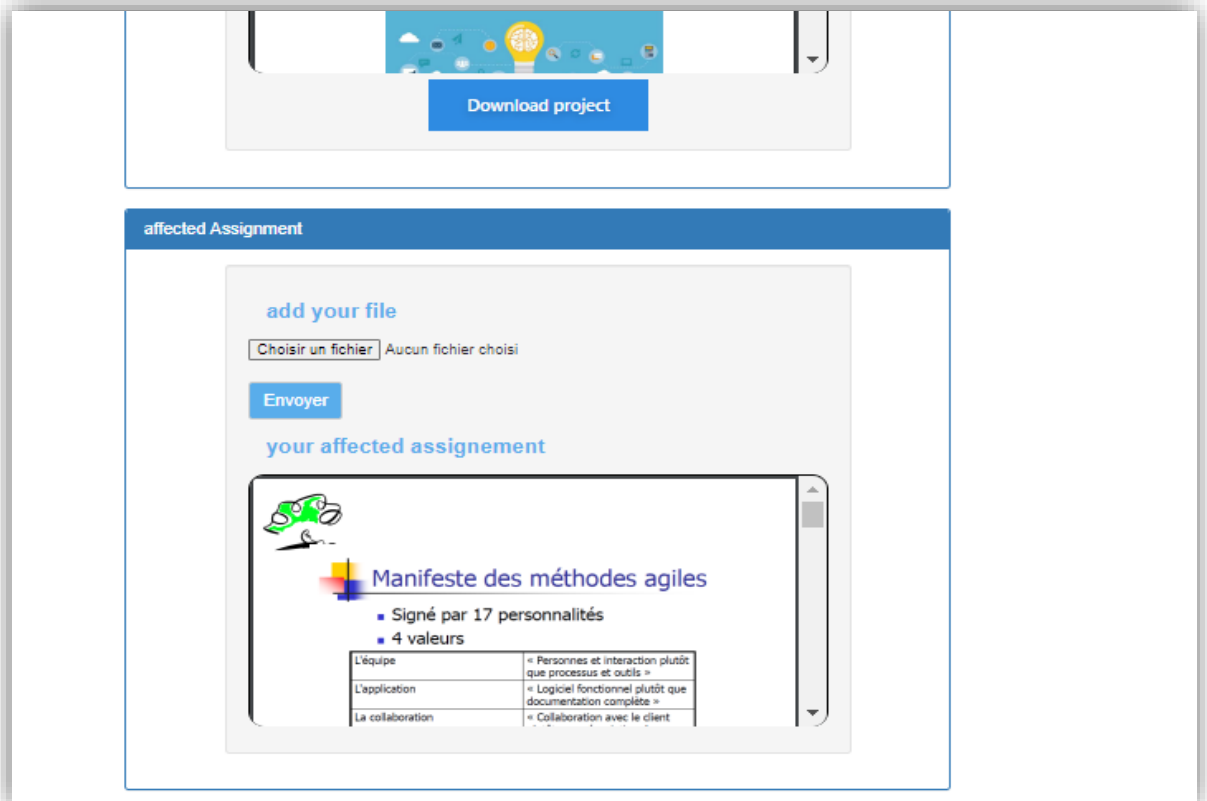 Download project
affected Assignment
add your file
Choisir un fichier Aucun fichier choisi
Envoyer
your affected assignement
Manifeste des méthodes agiles
Signé par 17 personnalités
4 valeurs
L'équipe
« Personnes et interaction plutôt
que processus et outils »
L'application
« Logiciel fonctionnel plutôt que
documentation complète »
La collaboration
« Collaboration avec le client